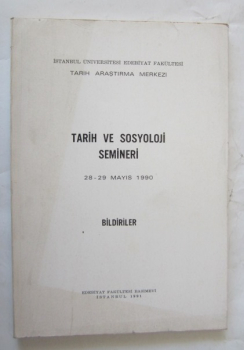 İSTANBUL ÜNİVERSİTESİ EDEBİYAT FAKÜLTESİ
TARİH ARAŞTIRMA MERKEZİ
TARİH VE SOSYOLOJİ
SEMİNERİ
28-29 MAYIS 1990
BİLDİRİLER
EDEBİYAT FAKÜLTESİ BASIMEVİ
İSTANBUL 1991